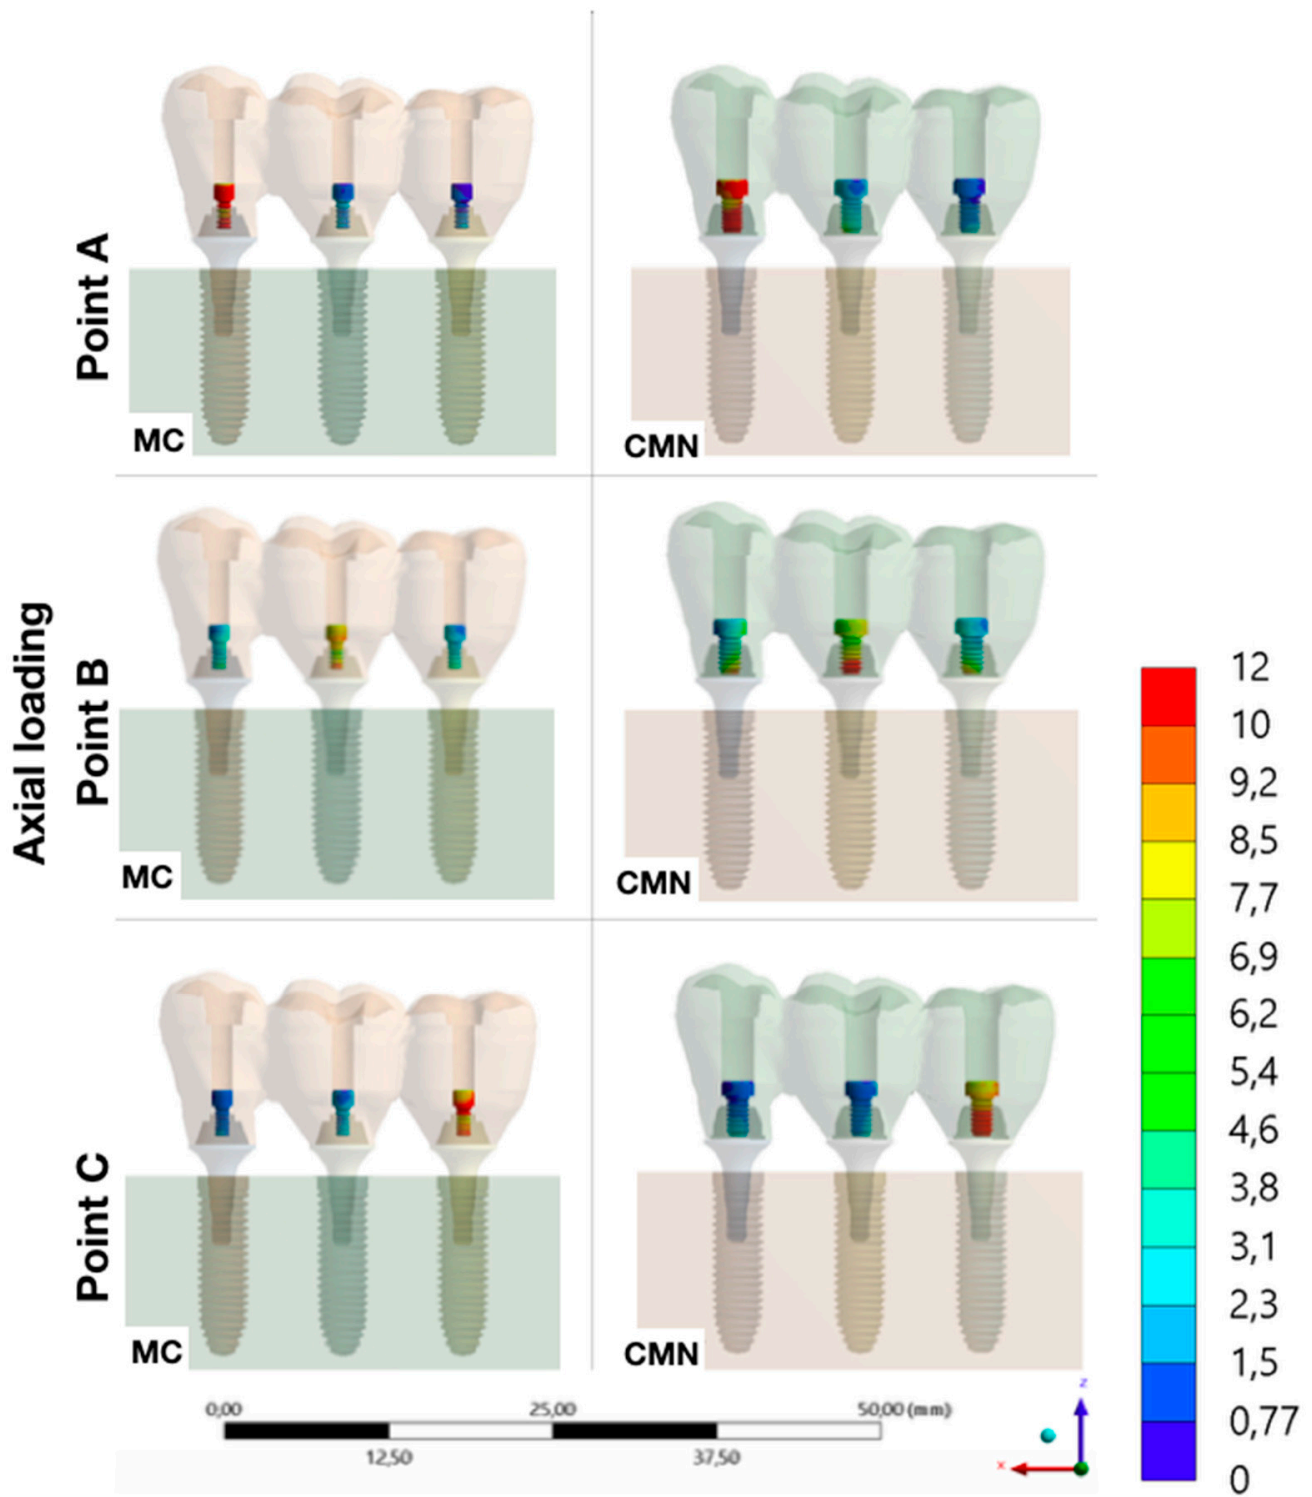 Axial loading
Point A
MC
CMN
Point B
MC
CMN
Point C
MC
CMN
12
10
9,2
8,5
7,7
6,9
6,2
5,4
4,6
3,8
3,1
2,3
1,5
0,77
0
0,00
25,00
50,00 (mm)
12,50
37,50
z
x